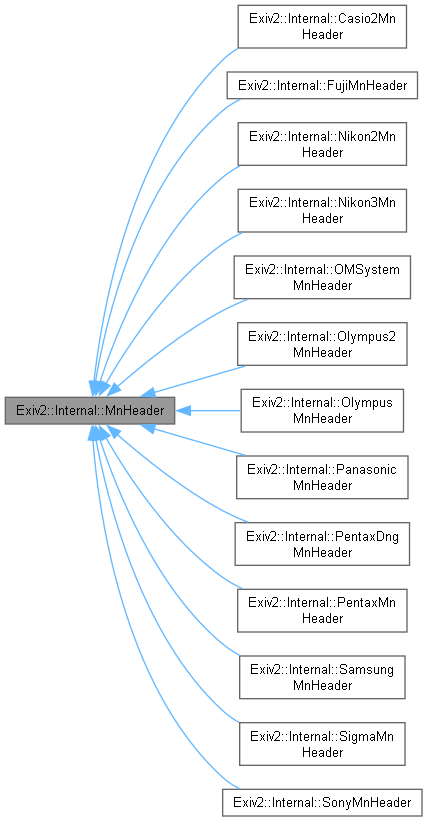 Exiv2::Internal::Casio2Mn
Header
Exiv2::Internal::FujiMnHeader
Exiv2::Internal::Nikon2Mn
Header
Exiv2::Internal::Nikon3Mn
Header
Exiv2::Internal::OMSystem
MnHeader
Exiv2::Internal::Olympus2
MnHeader
Exiv2::Internal::MnHeader
Exiv2::Internal::Olympus
MnHeader
Exiv2::Internal::Panasonic
MnHeader
Exiv2::Internal::PentaxDng
MnHeader
Exiv2::Internal::PentaxMn
Header
Exiv2::Internal::Samsung
MnHeader
Exiv2::Internal::SigmaMn
Header
Exiv2::Internal::SonyMnHeader